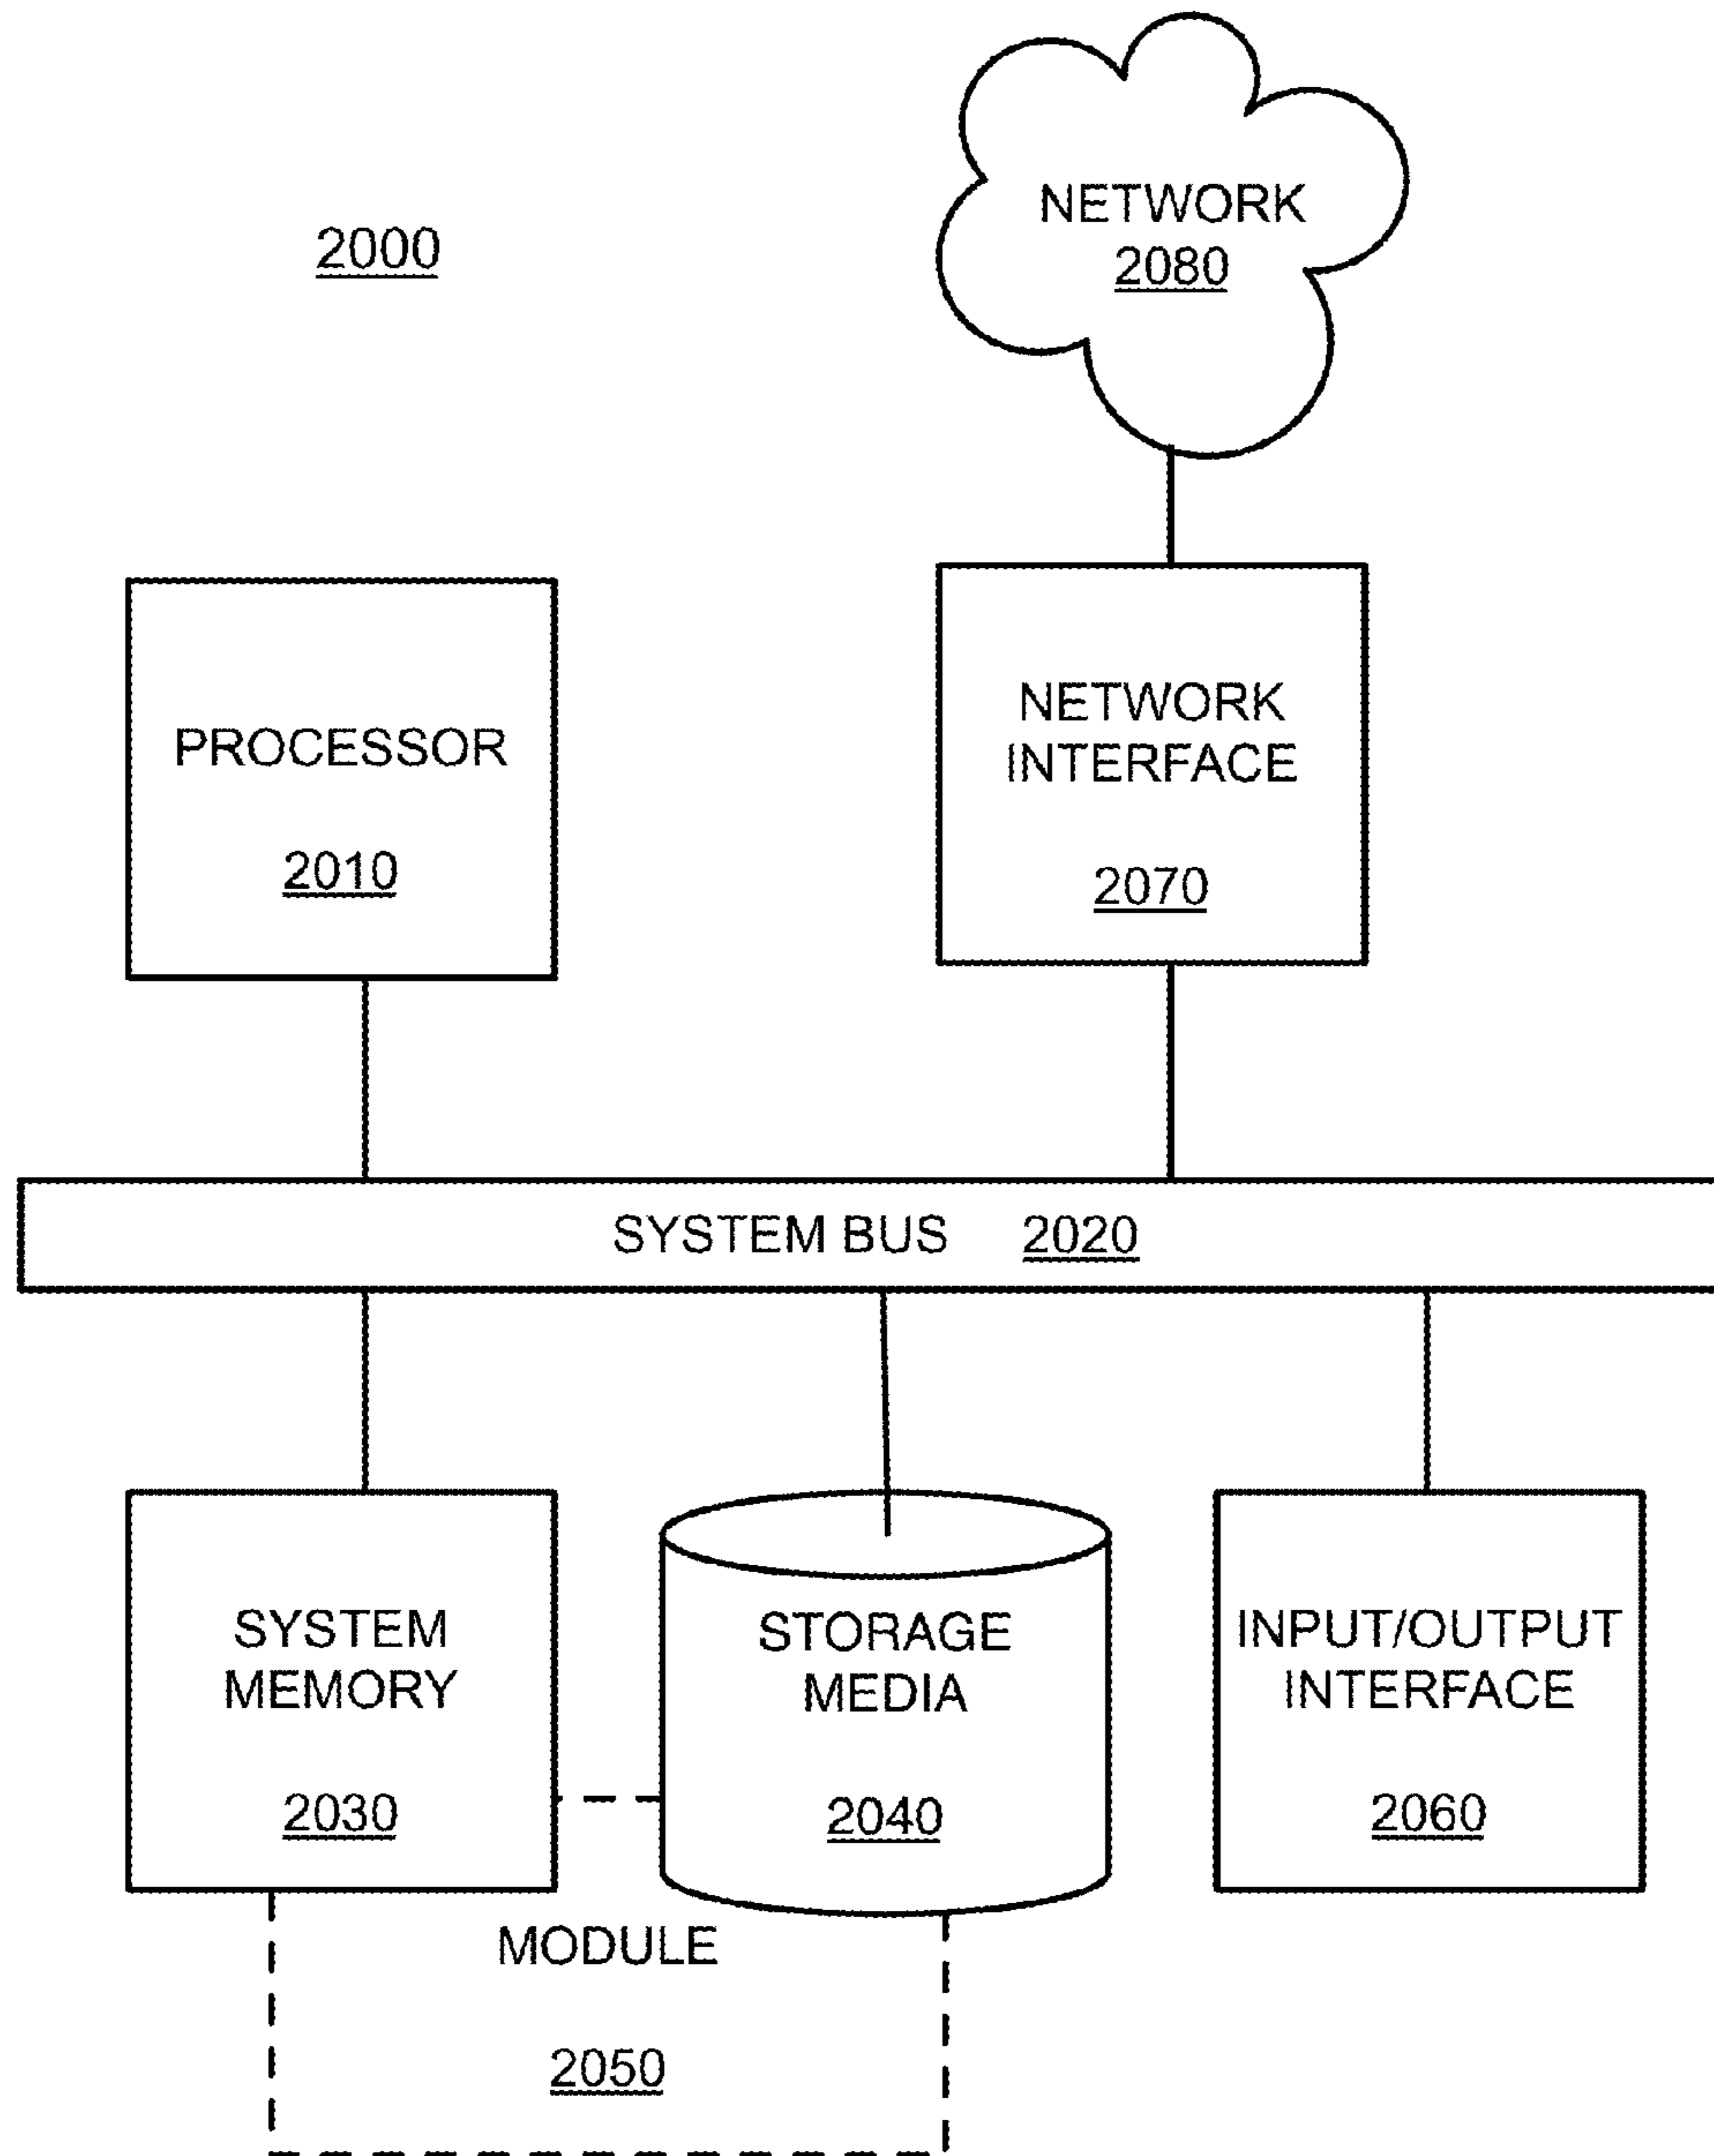 NETWORK
2080
2000
PROCESSOR
2010
NETWORK
INTERFACE
2070
SYSTEM BUS 2020
SYSTEM
MEMORY
2030
STORAGE
MEDIA
2040
INPUT/OUTPUT
INTERFACE
2060
MODULE
2050